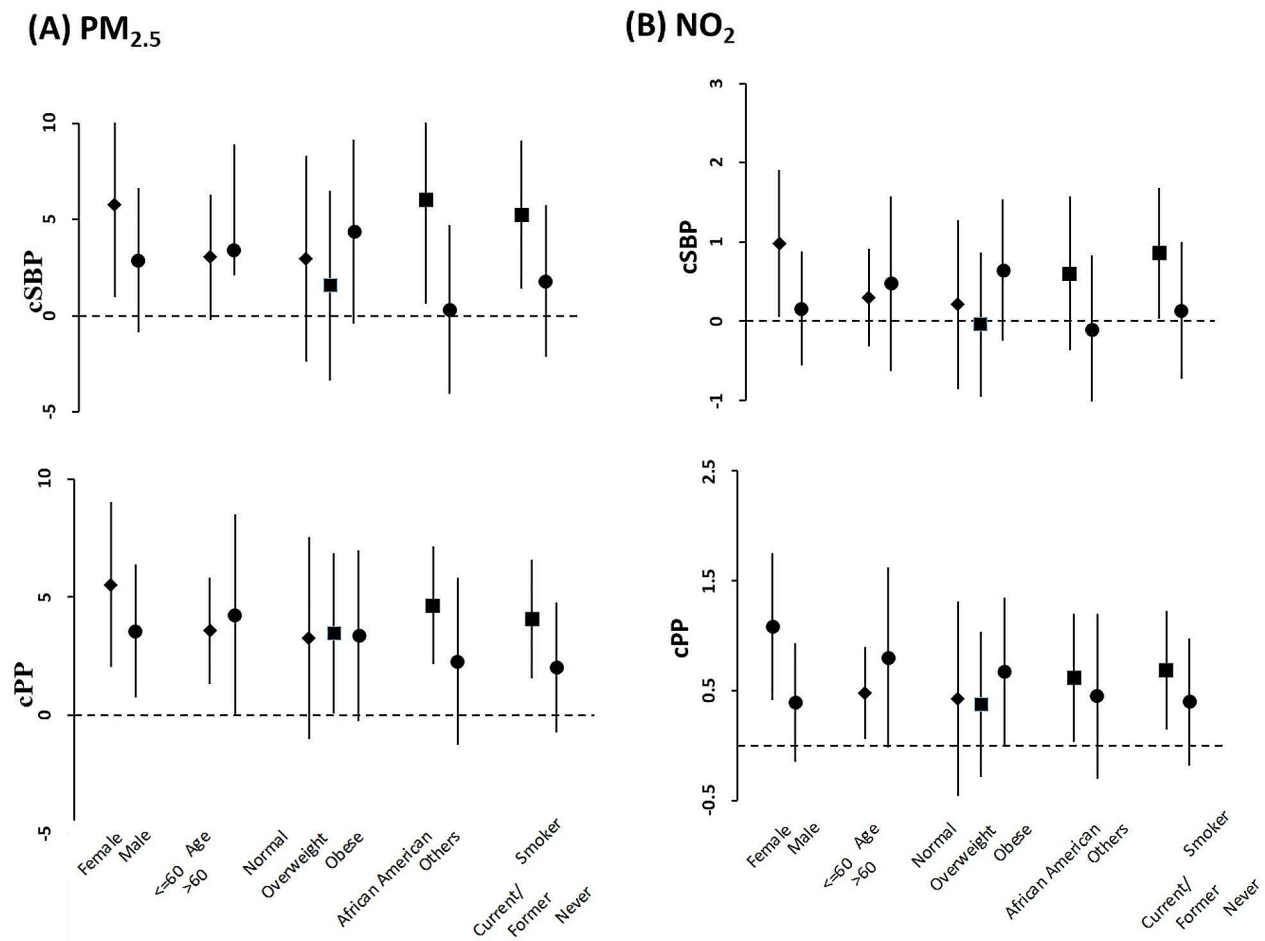 (A) PM2.5
(B) NO2
10
5
0
-5
cSBP
3
2
1
0
-1
cSBP
10
5
0
-5
cPP
2.5
1.5
0.5
-0.5
cPP
Female
Male
Age
<=60
>60
Normal
Overweight
Obese
African American
Others
Smoker
Current/
Former
Never
Female
Male
Age
<=60
>60
Normal
Overweight
Obese
African American
Others
Smoker
Current/
Former
Never